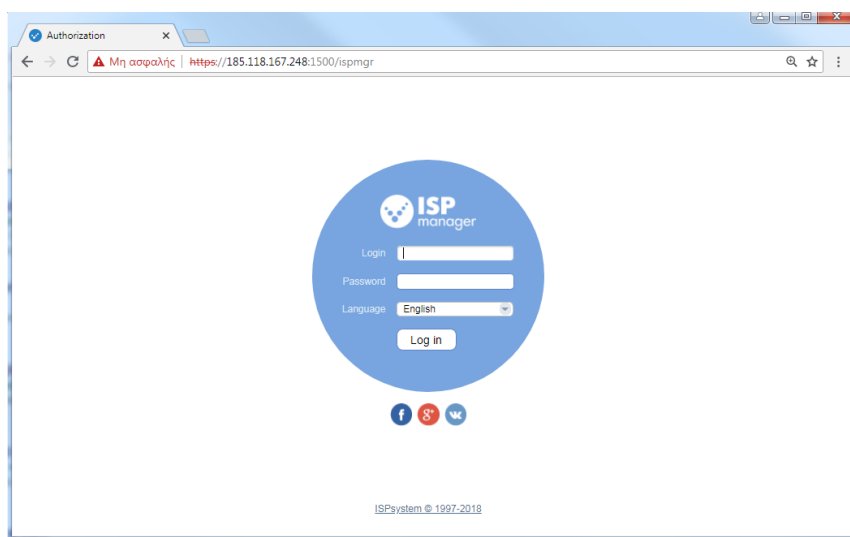 Authorization
Μη ασφαλής | https://185.118.167.248:1500/ispmgr
ISP
manager
Login
Password
Language English
Log in
ISPsystem © 1997-2018